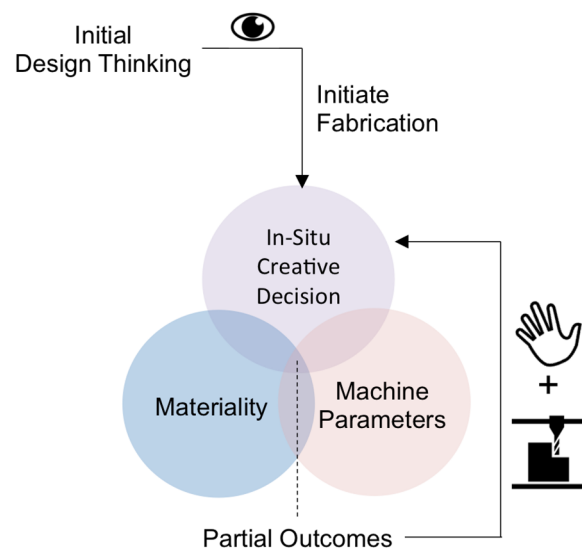 Initial
Design Thinking
Initiate
Fabrication
In-Situ
Creative
Decision
Materiality
Machine
Parameters
+
Partial Outcomes